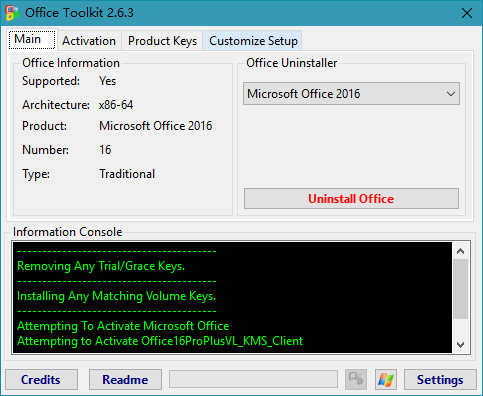 Office Toolkit 2.6.3
Main Activation Product Keys Customize Setup
Office Information
Supported: Yes
Architecture: x86-64
Product: Microsoft Office 2016
Number: 16
Type: Traditional
Office Uninstaller
Microsoft Office 2016
Uninstall Office
Information Console
----------------------------------------
Removing Any Trial/Grace Keys.
----------------------------------------
Installing Any Matching Volume Keys.
----------------------------------------
Attempting To Activate Microsoft Office
Attempting to Activate Office16ProPlusVL_KMS_Client
Credits Readme Settings